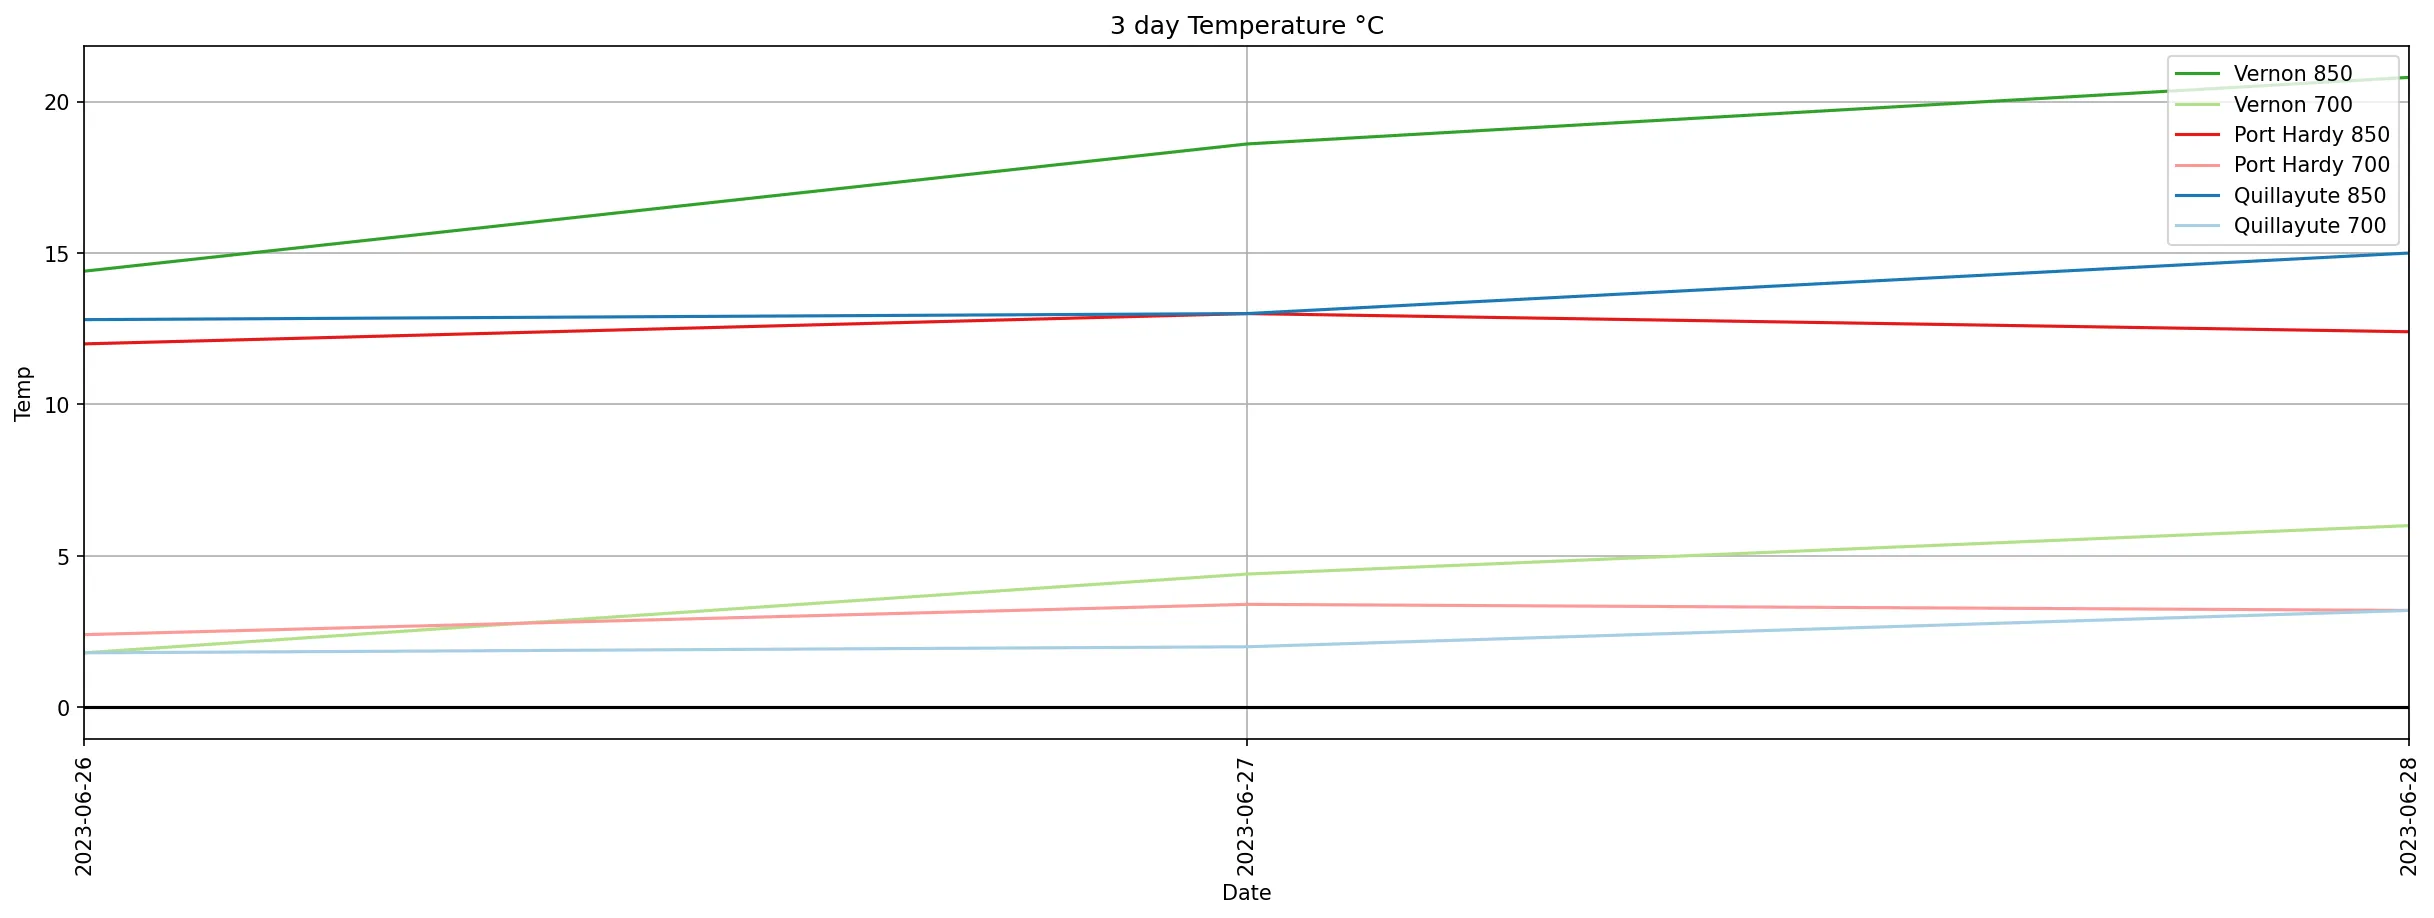 3 day Temperature °C
Vernon 850
Vernon 700
Port Hardy 850
Port Hardy 700
Quillayute 850
Quillayute 700
20
15
10
5
0
Temp
2023-06-26
2023-06-27
2023-06-28
Date